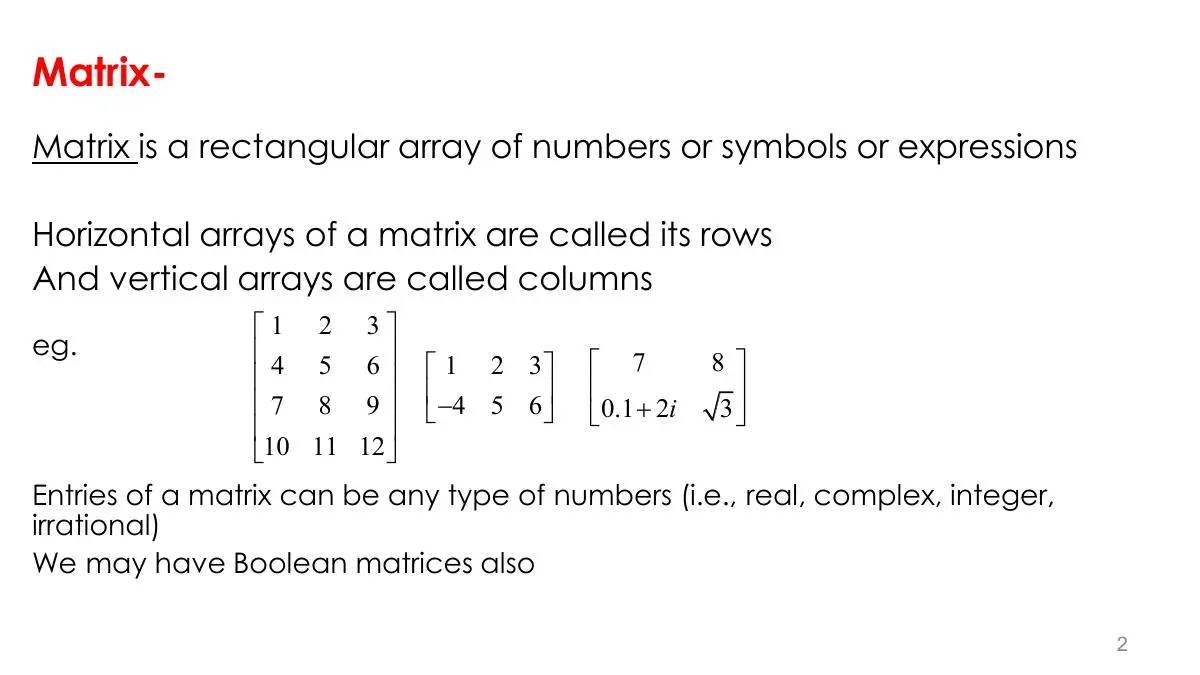 Matrix-
Matrix is a rectangular array of numbers or symbols or expressions
Horizontal arrays of a matrix are called its rows
And vertical arrays are called columns
eg.
1 2 3
4 5 6
7 8 9
10 11 12
1 2 3
−4 5 6
7 8
0.1+2i √3
Entries of a matrix can be any type of numbers (i.e., real, complex, integer,
irrational)
We may have Boolean matrices also
2